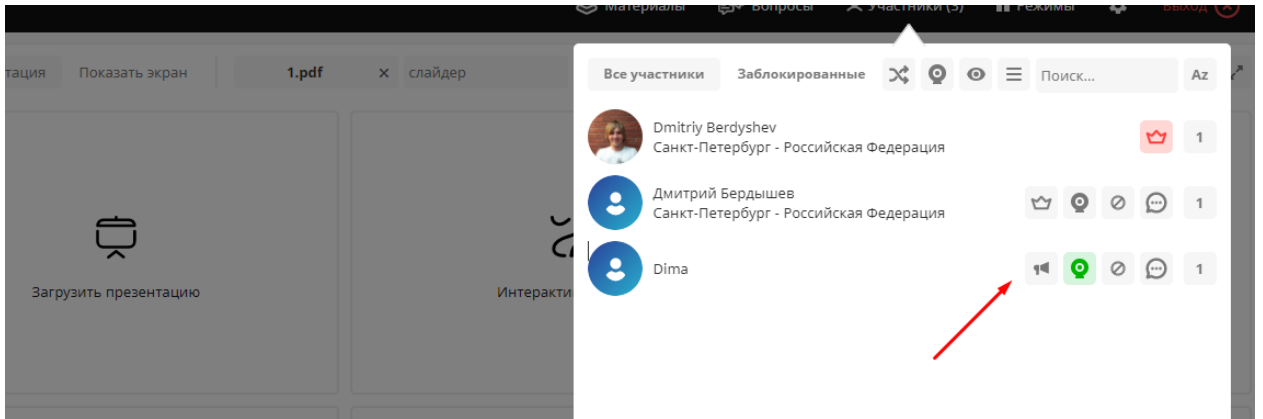 Материалы Вопросы Участники (3) Режимы Выход
тация Показать экран 1.pdf × слайдер
Все участники Заблокированные Поиск... Az
Dmitriy Berdyshev
Санкт-Петербург - Российская Федерация
1
Дмитрий Бердышев
Санкт-Петербург - Российская Федерация
1
Dima
1
Загрузить презентацию
Интеракти